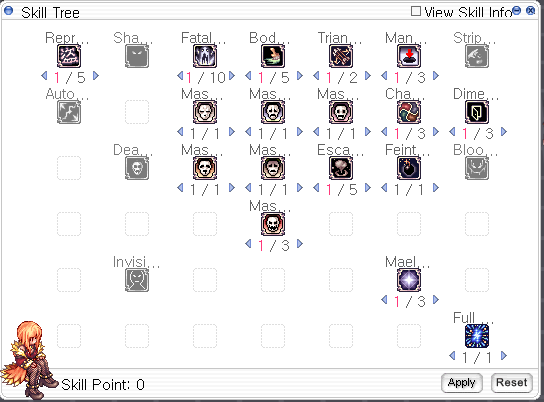 Skill Tree View Skill Info
Repr... Sha... Fatal... Bod... Trian... Man... Strip...
1 / 5 1 / 10 1 / 5 1 / 2 1 / 3
Auto... Mas... Mas... Mas... Cha... Dime...
1 / 1 1 / 1 1 / 1 1 / 3 1 / 3
Dea... Mas... Mas... Esca... Feint... Bloo...
1 / 1 1 / 1 1 / 5 1 / 1
Mas...
1 / 3
Invisi... Mael...
1 / 3
Full ...
1 / 1
Skill Point: 0 Apply Reset